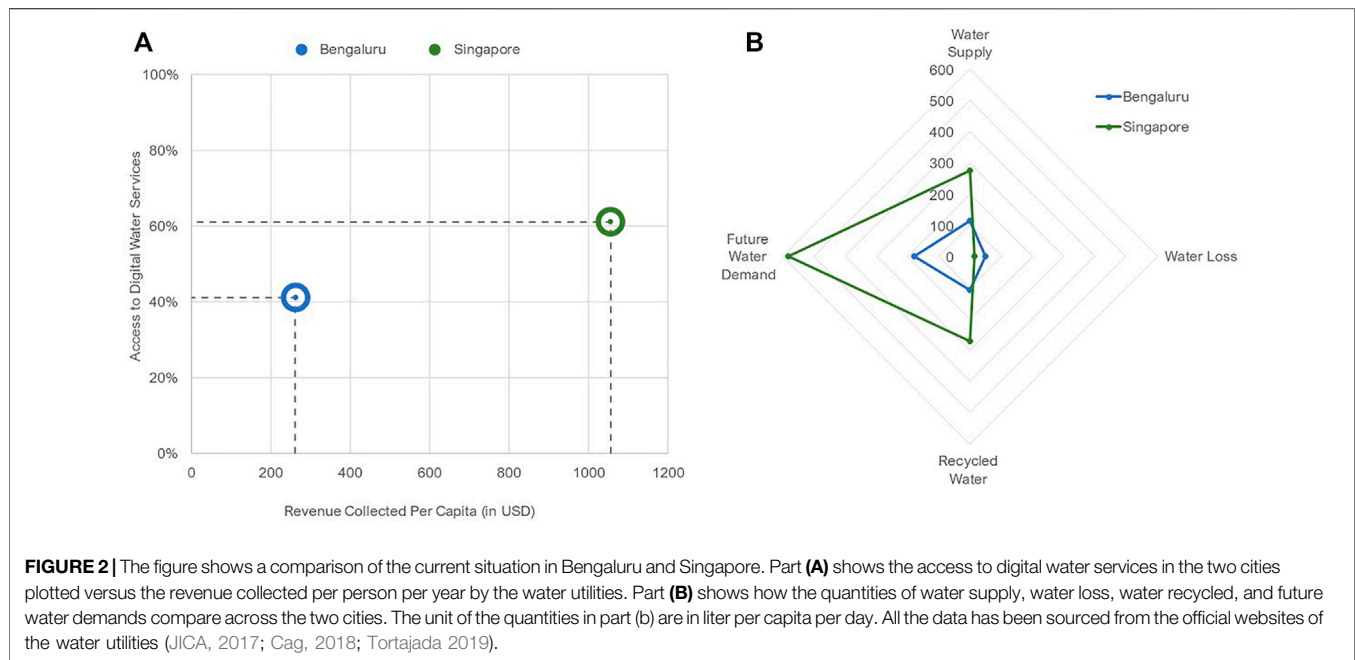 A
Bengaluru
Singapore
100%
80%
60%
40%
20%
0%
Access to Digital Water Services
0
200
400
600
800
1000
1200
Revenue Collected Per Capita (in USD)
B
Water
Supply
600
500
400
300
200
100
0
Bengaluru
Singapore
Future
Water
Demand
Water Loss
Recycled
Water
FIGURE 2 | The figure shows a comparison of the current situation in Bengaluru and Singapore. Part (A) shows the access to digital water services in the two cities
plotted versus the revenue collected per person per year by the water utilities. Part (B) shows how the quantities of water supply, water loss, water recycled, and future
water demands compare across the two cities. The unit of the quantities in part (b) are in liter per capita per day. All the data has been sourced from the official websites of
the water utilities (JICA, 2017; Cag, 2018; Tortajada 2019).